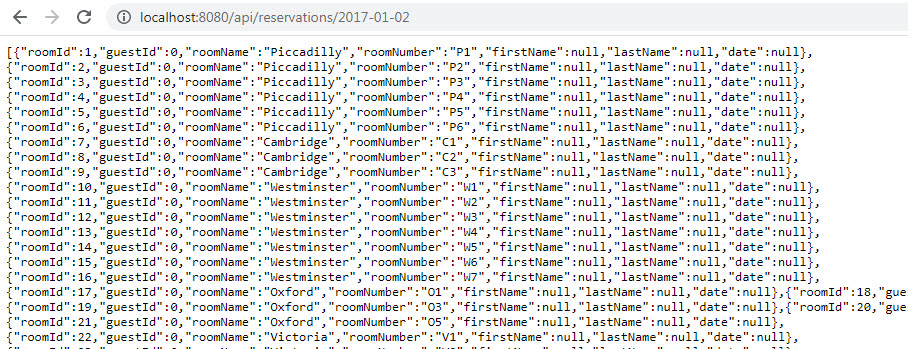 localhost:8080/api/reservations/2017-01-02
[{"roomId":1,"guestId":0,"roomName":"Piccadilly","roomNumber":"P1","firstName":null,"lastName":null,"date":null},
{"roomId":2,"guestId":0,"roomName":"Piccadilly","roomNumber":"P2","firstName":null,"lastName":null,"date":null},
{"roomId":3,"guestId":0,"roomName":"Piccadilly","roomNumber":"P3","firstName":null,"lastName":null,"date":null},
{"roomId":4,"guestId":0,"roomName":"Piccadilly","roomNumber":"P4","firstName":null,"lastName":null,"date":null},
{"roomId":5,"guestId":0,"roomName":"Piccadilly","roomNumber":"P5","firstName":null,"lastName":null,"date":null},
{"roomId":6,"guestId":0,"roomName":"Piccadilly","roomNumber":"P6","firstName":null,"lastName":null,"date":null},
{"roomId":7,"guestId":0,"roomName":"Cambridge","roomNumber":"C1","firstName":null,"lastName":null,"date":null},
{"roomId":8,"guestId":0,"roomName":"Cambridge","roomNumber":"C2","firstName":null,"lastName":null,"date":null},
{"roomId":9,"guestId":0,"roomName":"Cambridge","roomNumber":"C3","firstName":null,"lastName":null,"date":null},
{"roomId":10,"guestId":0,"roomName":"Westminster","roomNumber":"W1","firstName":null,"lastName":null,"date":null},
{"roomId":11,"guestId":0,"roomName":"Westminster","roomNumber":"W2","firstName":null,"lastName":null,"date":null},
{"roomId":12,"guestId":0,"roomName":"Westminster","roomNumber":"W3","firstName":null,"lastName":null,"date":null},
{"roomId":13,"guestId":0,"roomName":"Westminster","roomNumber":"W4","firstName":null,"lastName":null,"date":null},
{"roomId":14,"guestId":0,"roomName":"Westminster","roomNumber":"W5","firstName":null,"lastName":null,"date":null},
{"roomId":15,"guestId":0,"roomName":"Westminster","roomNumber":"W6","firstName":null,"lastName":null,"date":null},
{"roomId":16,"guestId":0,"roomName":"Westminster","roomNumber":"W7","firstName":null,"lastName":null,"date":null},
{"roomId":17,"guestId":0,"roomName":"Oxford","roomNumber":"O1","firstName":null,"lastName":null,"date":null},{"roomId":18,"gues
{"roomId":19,"guestId":0,"roomName":"Oxford","roomNumber":"O3","firstName":null,"lastName":null,"date":null},{"roomId":20,"gues
{"roomId":21,"guestId":0,"roomName":"Oxford","roomNumber":"O5","firstName":null,"lastName":null,"date":null},
{"roomId":22,"guestId":0,"roomName":"Victoria","roomNumber":"V1","firstName":null,"lastName":null,"date":null},